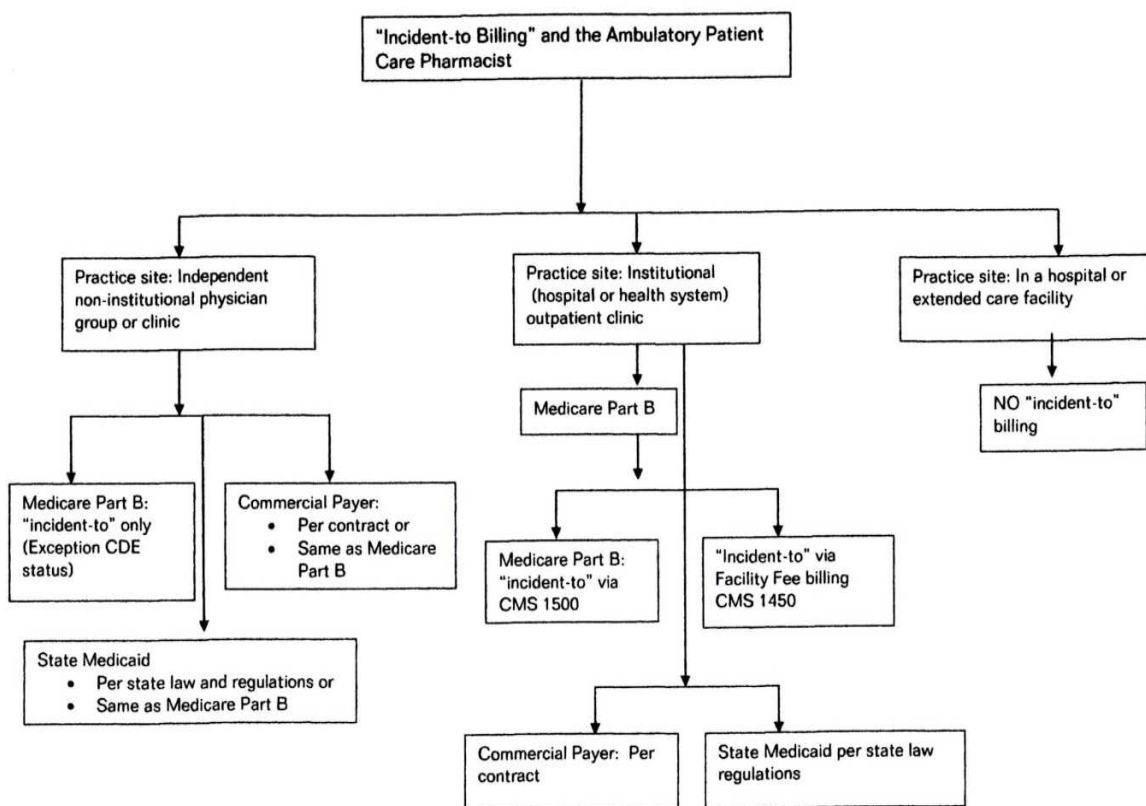 "Incident-to Billing" and the Ambulatory Patient
Care Pharmacist
Practice site: Independent
non-institutional physician
group or clinic
Practice site: Institutional
(hospital or health system)
outpatient clinic
Practice site: In a hospital or
extended care facility
Medicare Part B
NO "incident-to"
billing
Medicare Part B:
"incident-to" only
(Exception CDE
status)
Commercial Payer:
• Per contract or
• Same as Medicare
Part B
Medicare Part B:
"incident-to" via
CMS 1500
"Incident-to" via
Facility Fee billing
CMS 1450
State Medicaid
• Per state law and regulations or
• Same as Medicare Part B
Commercial Payer: Per
contract
State Medicaid per state law
regulations